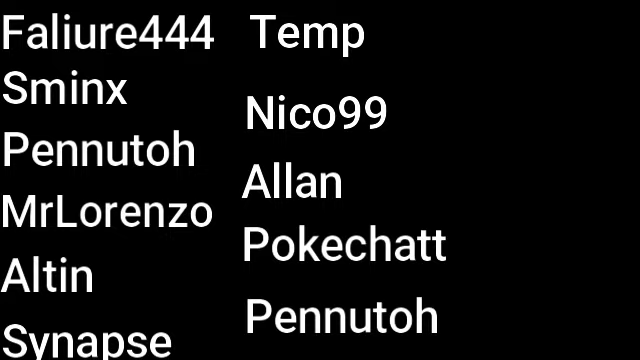 Faliure444
Sminx
Pennutoh
MrLorenzo
Altin
Synapse
Temp
Nico99
Allan
Pokechatt
Pennutoh